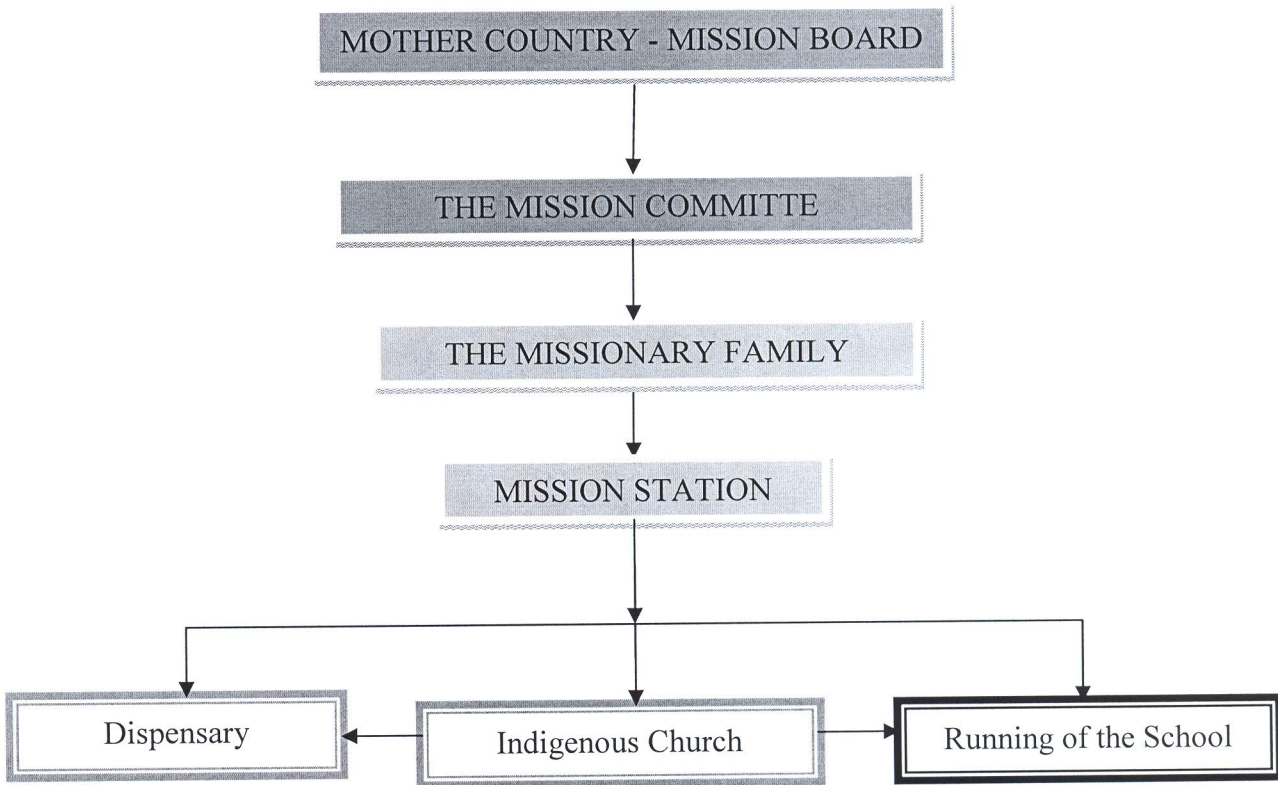 MOTHER COUNTRY - MISSION BOARD
THE MISSION COMMITTE
THE MISSIONARY FAMILY
MISSION STATION
Dispensary
Indigenous Church
Running of the School